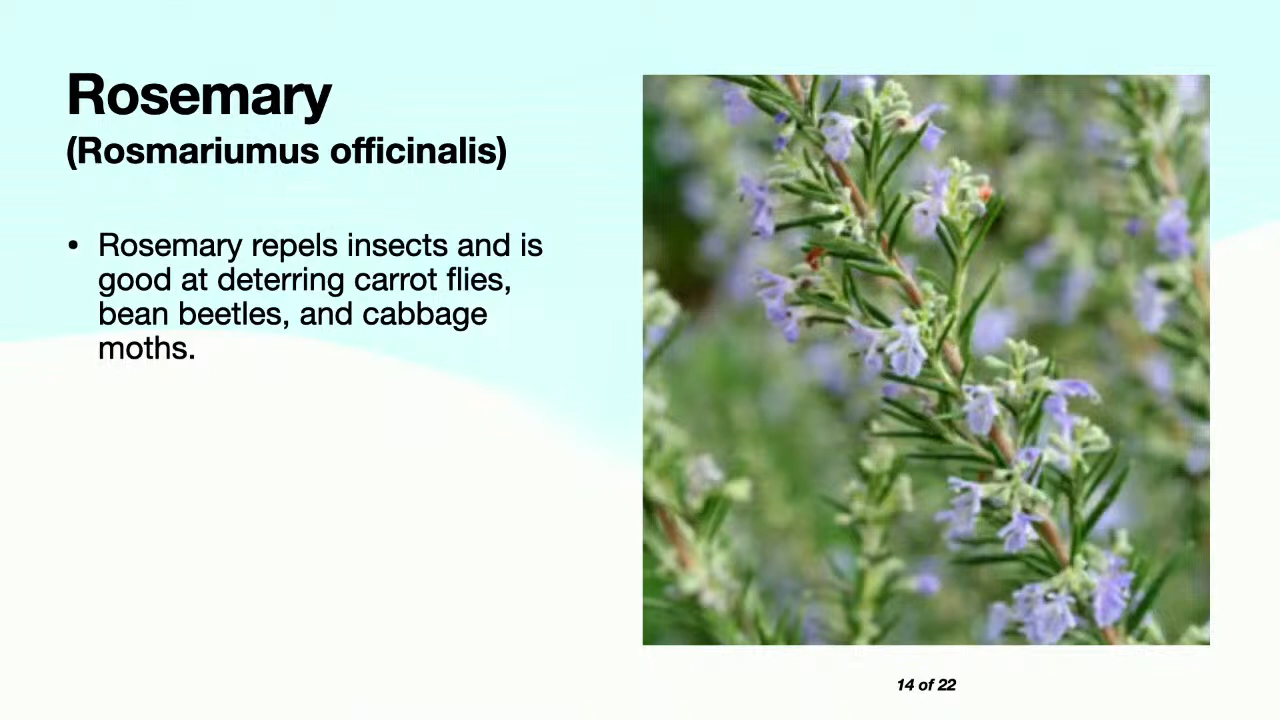 Rosemary
(Rosmariumus officinalis)
• Rosemary repels insects and is
good at deterring carrot flies,
bean beetles, and cabbage
moths.
14 of 22